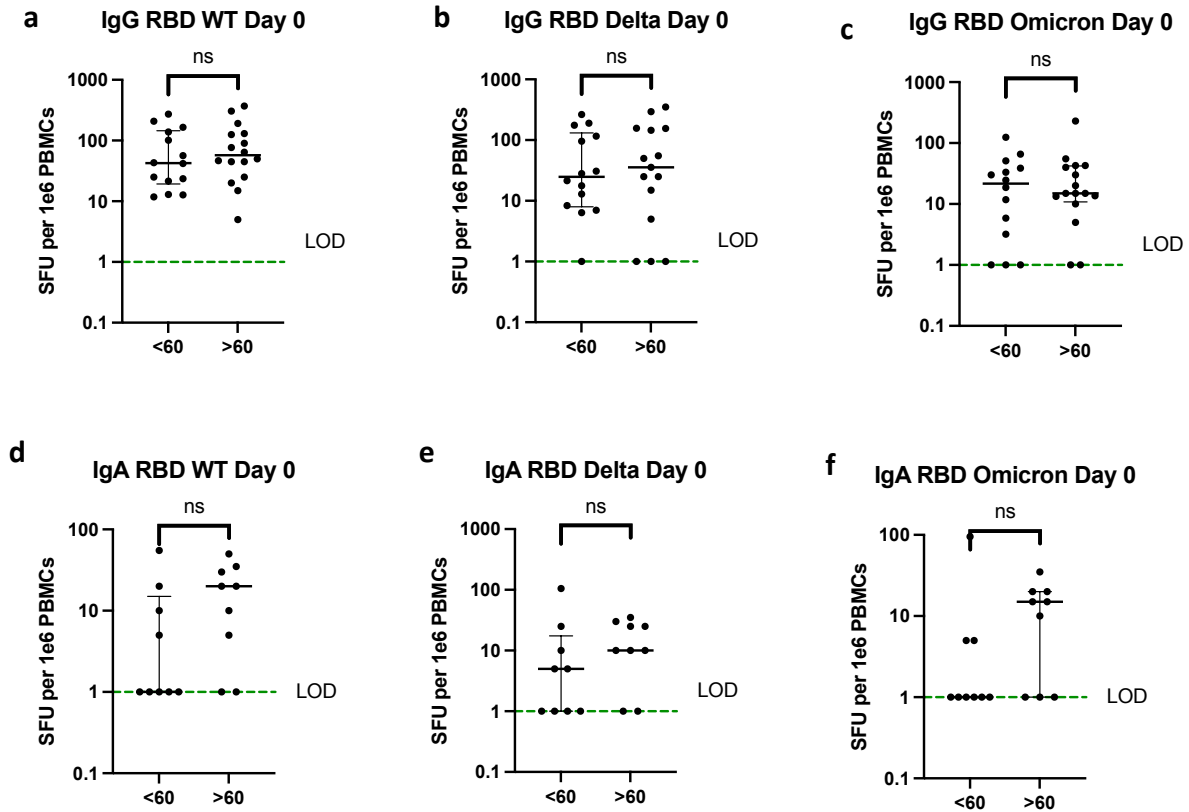 a
IgG RBD WT Day 0
ns
SFU per 1e6 PBMCs
1000
100
10
1
0.1
LOD
<60
>60
b
IgG RBD Delta Day 0
ns
SFU per 1e6 PBMCs
1000
100
10
1
0.1
LOD
<60
>60
c
IgG RBD Omicron Day 0
ns
SFU per 1e6 PBMCs
1000
100
10
1
0.1
LOD
<60
>60
d
IgA RBD WT Day 0
ns
SFU per 1e6 PBMCs
100
10
1
0.1
LOD
<60
>60
e
IgA RBD Delta Day 0
ns
SFU per 1e6 PBMCs
1000
100
10
1
0.1
LOD
<60
>60
f
IgA RBD Omicron Day 0
ns
SFU per 1e6 PBMCs
100
10
1
0.1
LOD
<60
>60